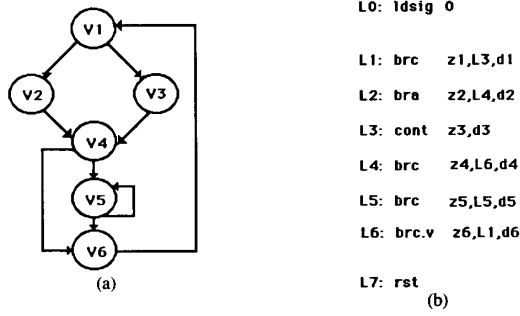 V1
V2
V3
V4
V5
V6
(a)
L0: ldsig 0
L1: brc z1,L3,d1
L2: bra z2,L4,d2
L3: cont z3,d3
L4: brc z4,L6,d4
L5: brc z5,L5,d5
L6: brc.v z6,L1,d6
L7: rst
(b)